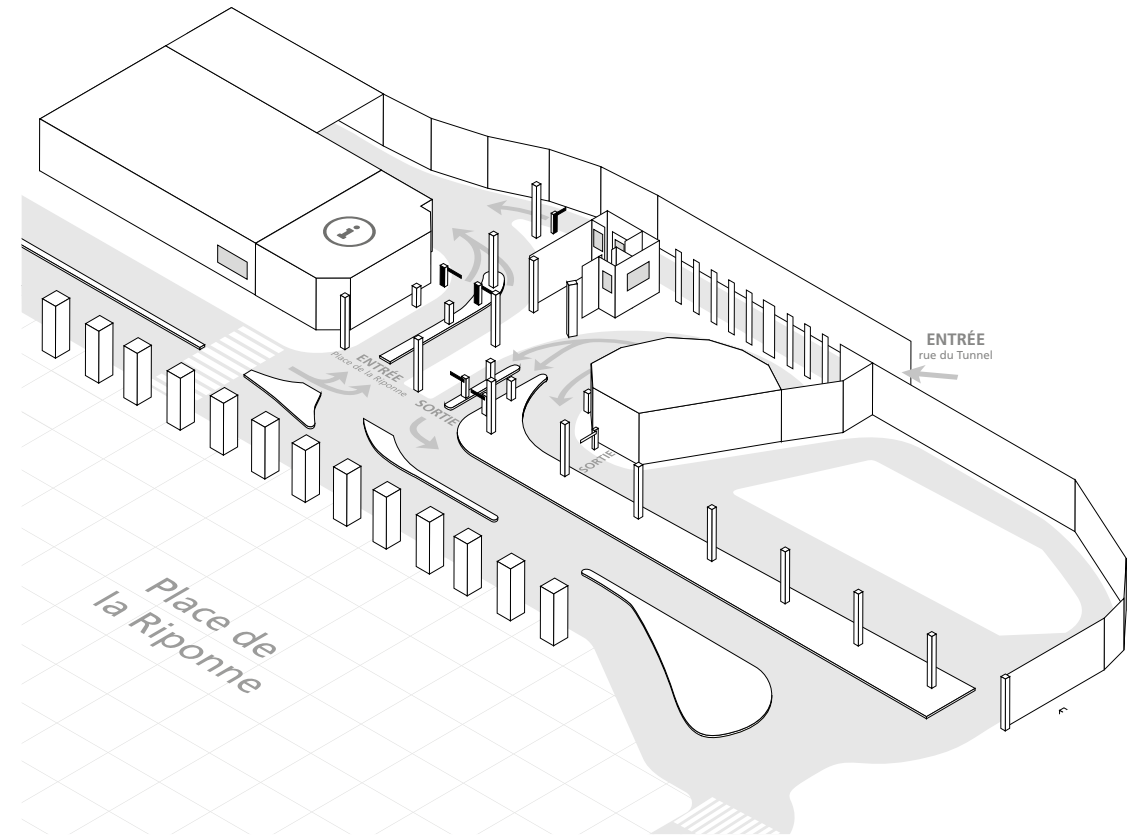 i
ENTRÉE
rue du Tunnel
ENTRÉE
Place de la Riponne
SORTIE
SORTIE
Place de
la Riponne